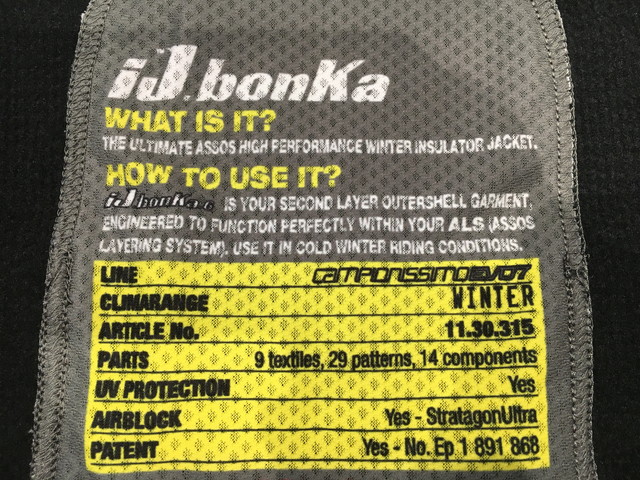 iJ.bonKa
WHAT IS IT?
THE ULTIMATE ASSOS HIGH PERFORMANCE WINTER INSULATOR JACKET.
HOW TO USE IT?
iJ.bonKa.6 IS YOUR SECOND LAYER OUTERSHELL GARMENT,
ENGINEERED TO FUNCTION PERFECTLY WITHIN YOUR ALS (ASSOS
LAYERING SYSTEM). USE IT IN COLD WINTER RIDING CONDITIONS.
LINE CAMPIONISSIMO EVO7
CLIMARANGE WINTER
ARTICLE No. 11.30.315
PARTS 9 textiles, 29 patterns, 14 components
UV PROTECTION Yes
AIRBLOCK Yes - StratagonUltra
PATENT Yes - No. Ep 1 891 868